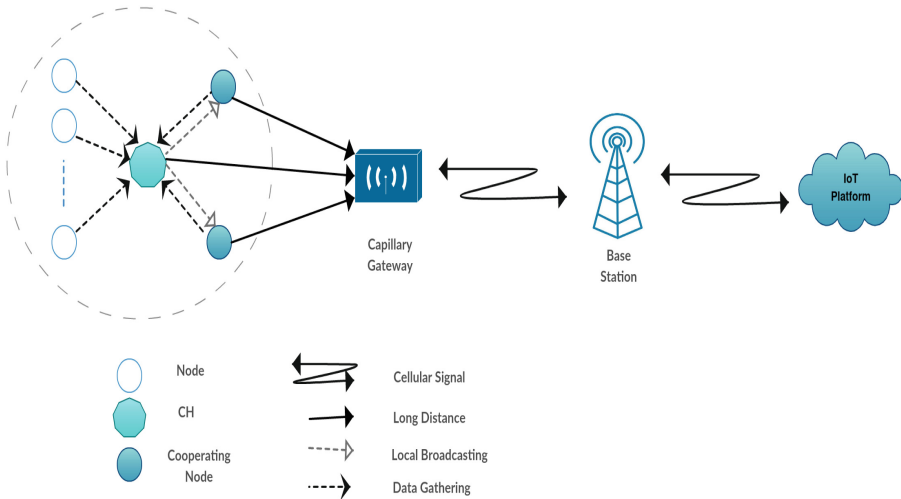 IoT
Platform
Capillary
Gateway
Base
Station
Node
Cellular Signal
CH
Long Distance
Cooperating
Node
Local Broadcasting
Data Gathering